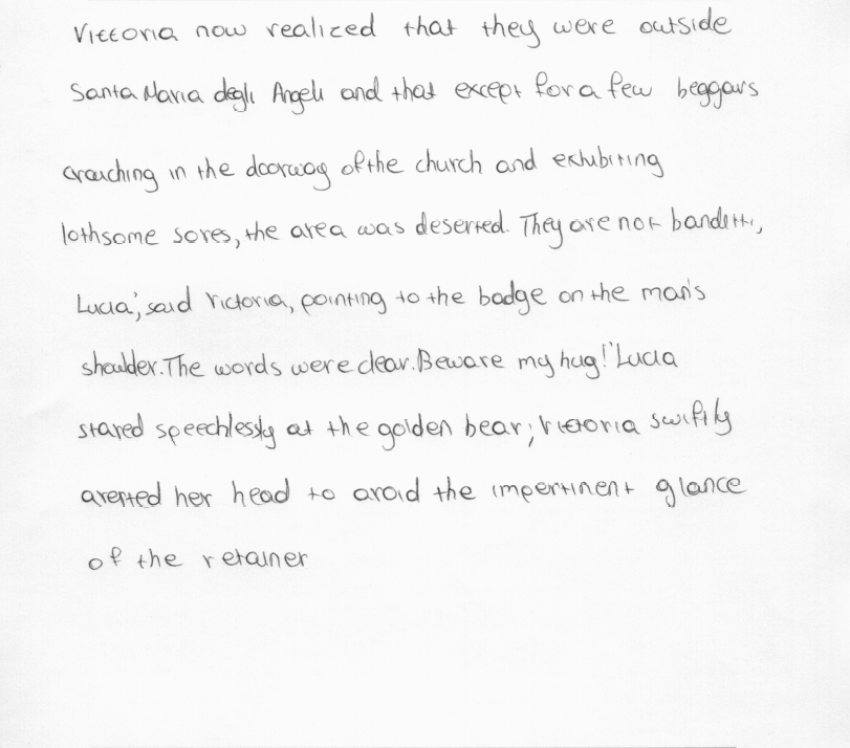 Vittoria now realized that they were outside
Santa Maria degli Angeli and that except for a few beggars
crouching in the doorway of the church and exhibiting
lothsome sores, the area was deserted. They are not banditti,
Lucia', said Victoria, pointing to the badge on the man's
shoulder. The words were clear. Beware my hug! 'Lucia
stared speechlessly at the golden bear; Vittoria swiftly
averted her head to avoid the impertinent glance
of the retainer